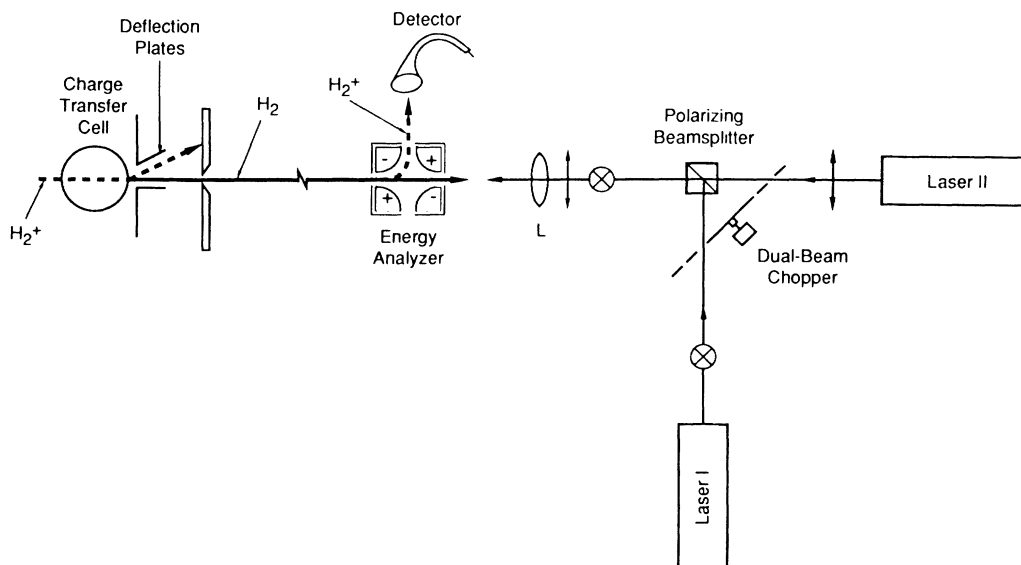 Deflection
Plates
Charge
Transfer
Cell
H₂⁺
H₂
Detector
H₂⁺
-
+
+
-
Energy
Analyzer
L
Polarizing
Beamsplitter
Laser II
Dual-Beam
Chopper
Laser I